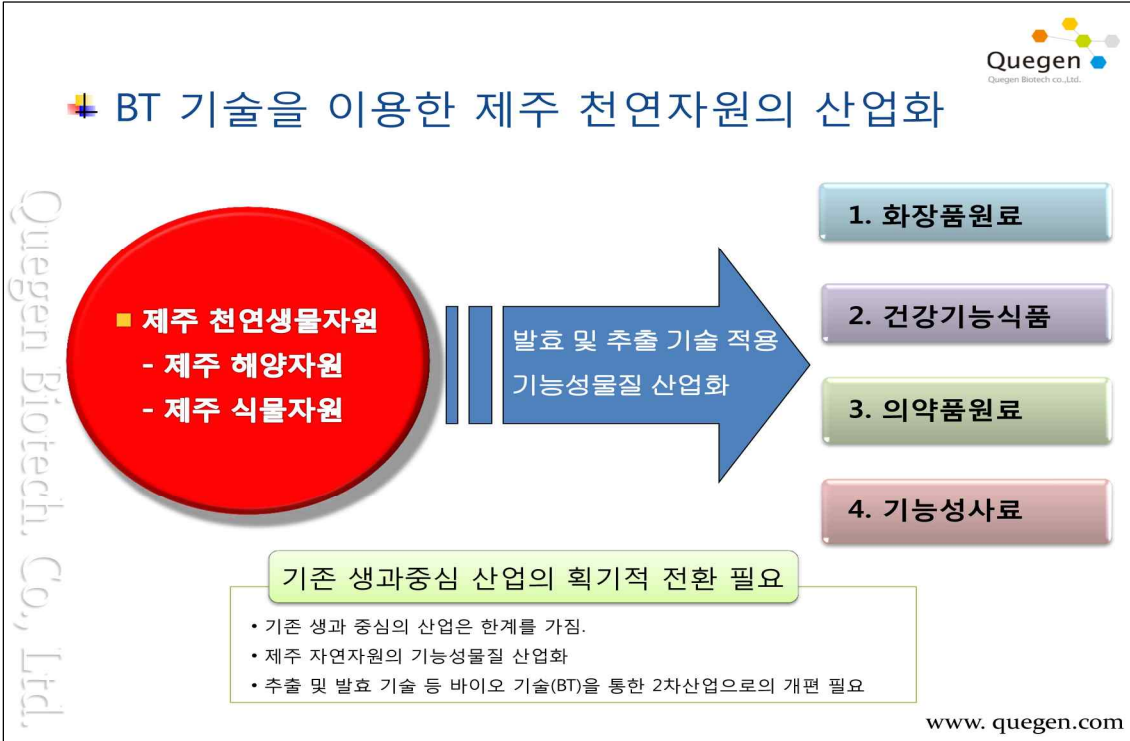 Quegen
Quegen Biotech co.,Ltd.
BT 기술을 이용한 제주 천연자원의 산업화
Quegen Biotech. Co., Ltd.
제주 천연생물자원
- 제주 해양자원
- 제주 식물자원
발효 및 추출 기술 적용
기능성물질 산업화
1. 화장품원료
2. 건강기능식품
3. 의약품원료
4. 기능성사료
기존 생과중심 산업의 획기적 전환 필요
• 기존 생과 중심의 산업은 한계를 가짐.
• 제주 자연자원의 기능성물질 산업화
• 추출 및 발효 기술 등 바이오 기술(BT)을 통한 2차산업으로의 개편 필요
www. quegen.com